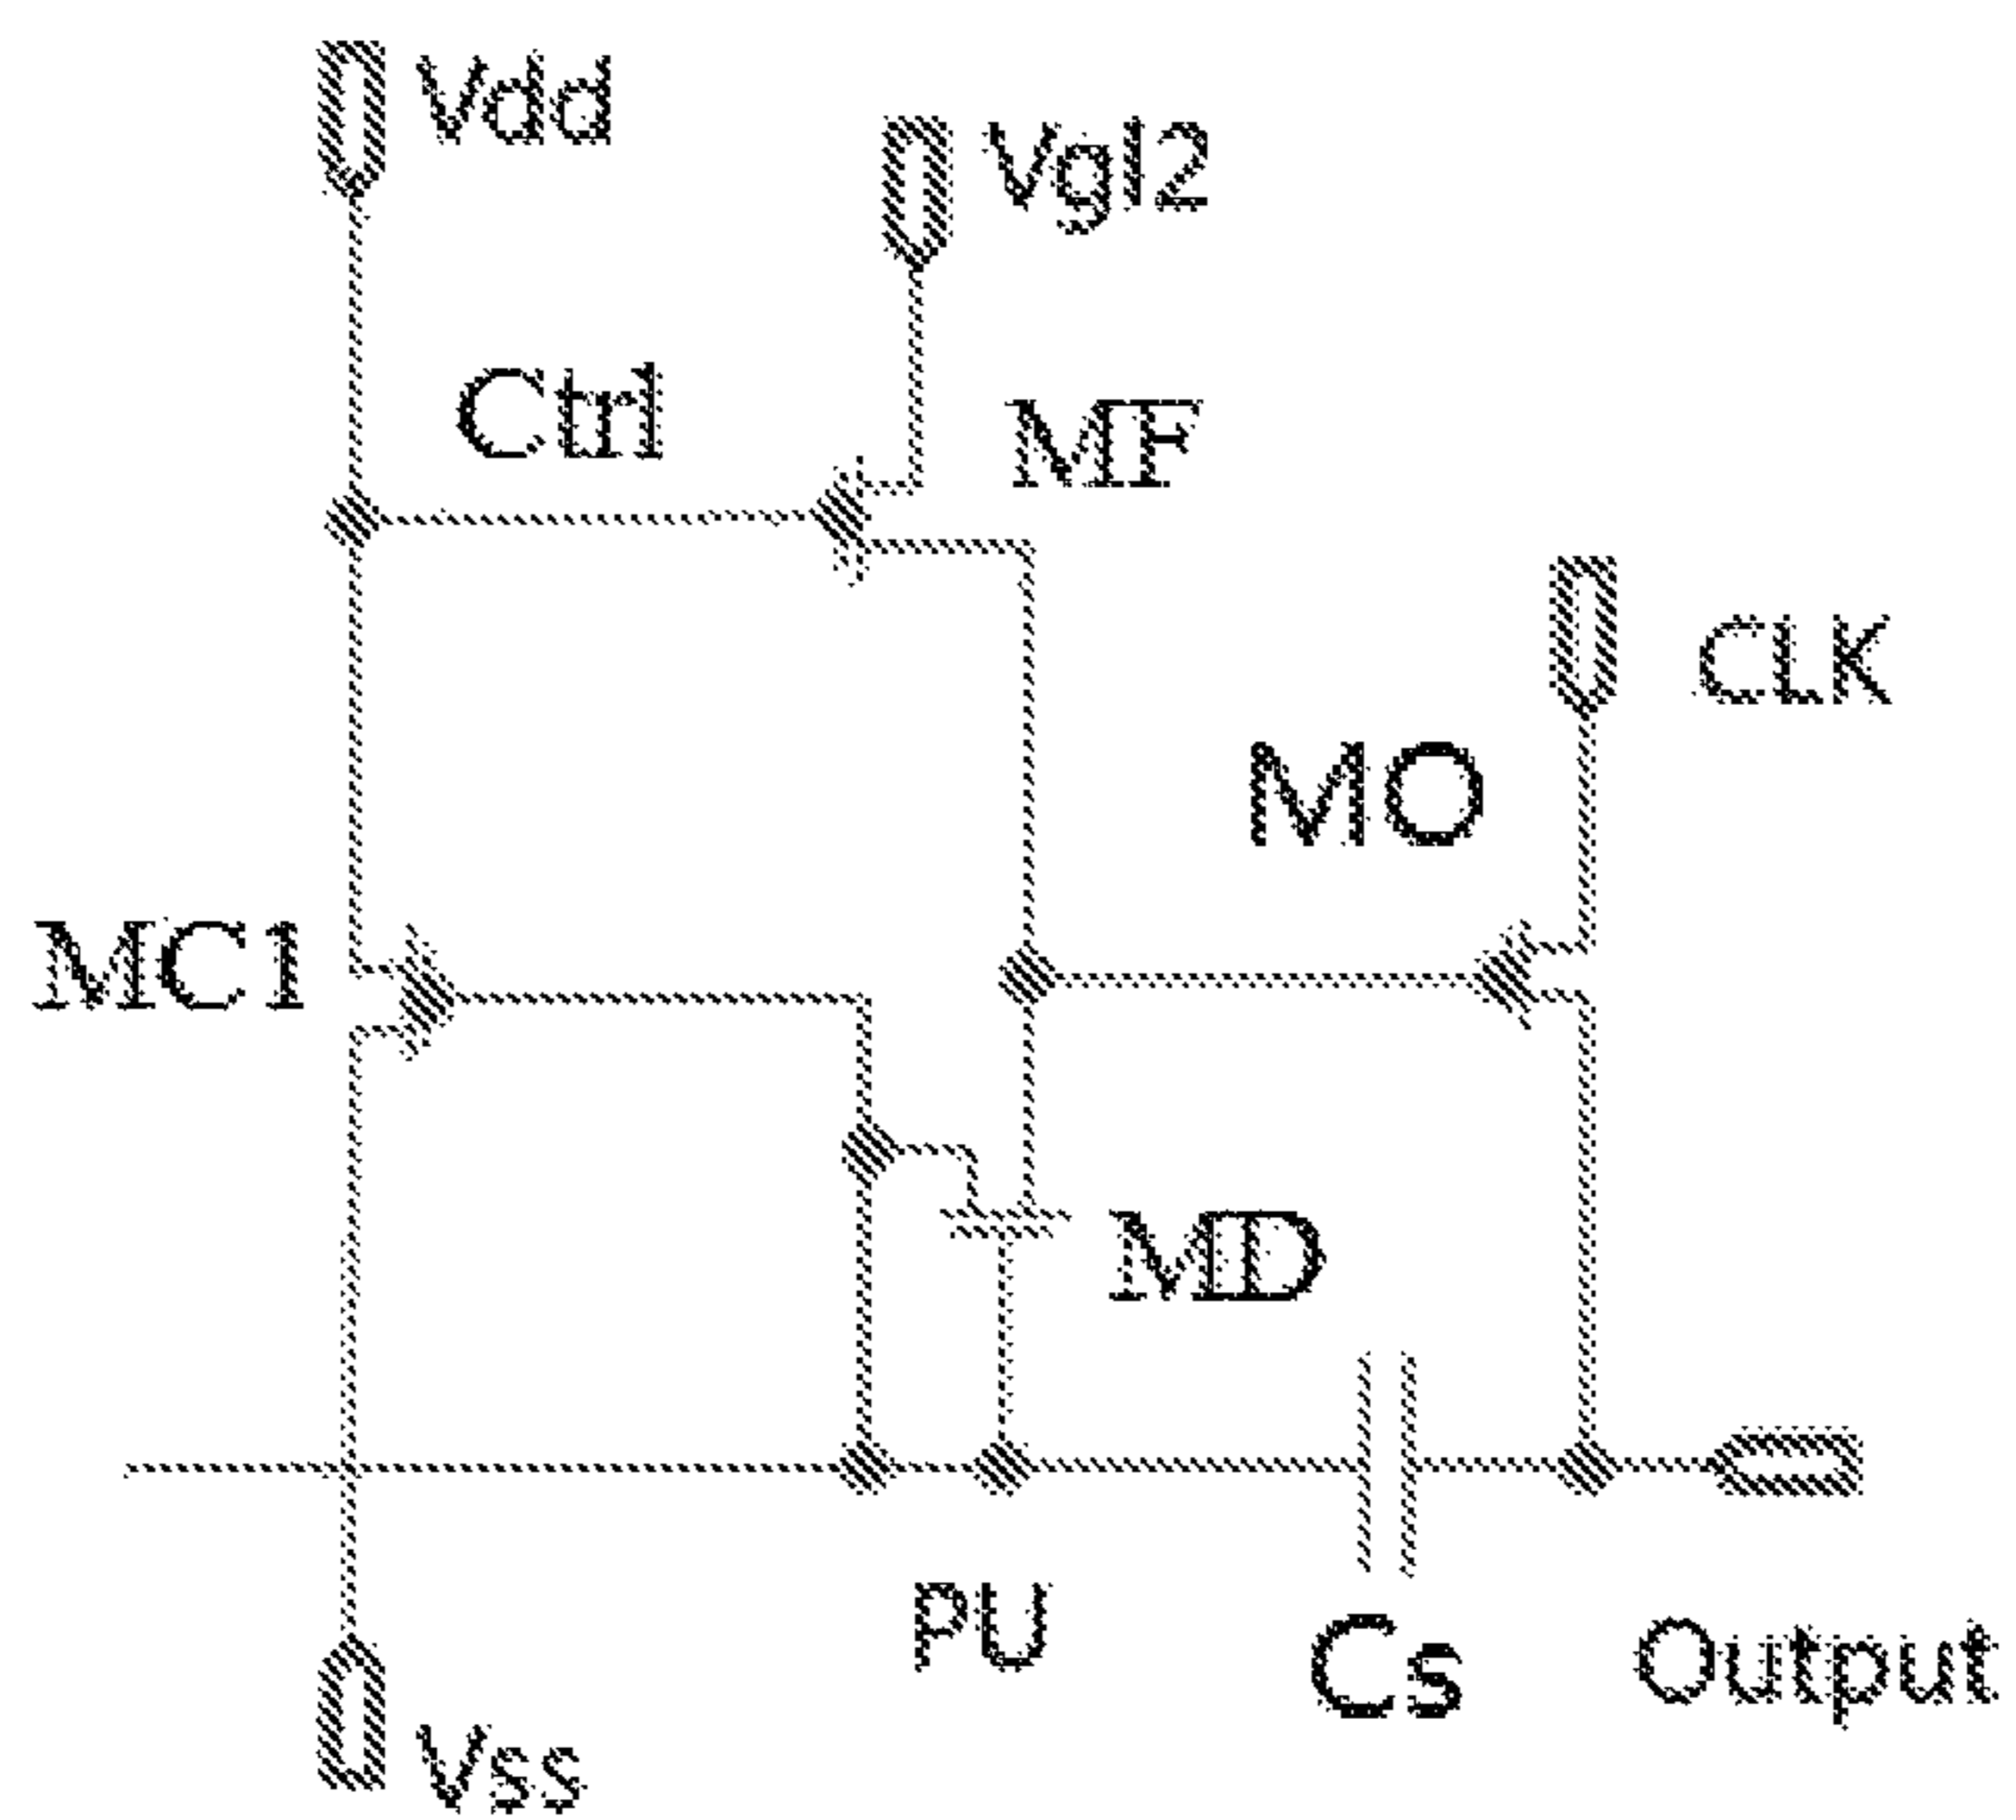 Vdd
Vgl2
Ctrl
MF
CLK
MO
MC1
MD
PU
Cs
Output
Vss